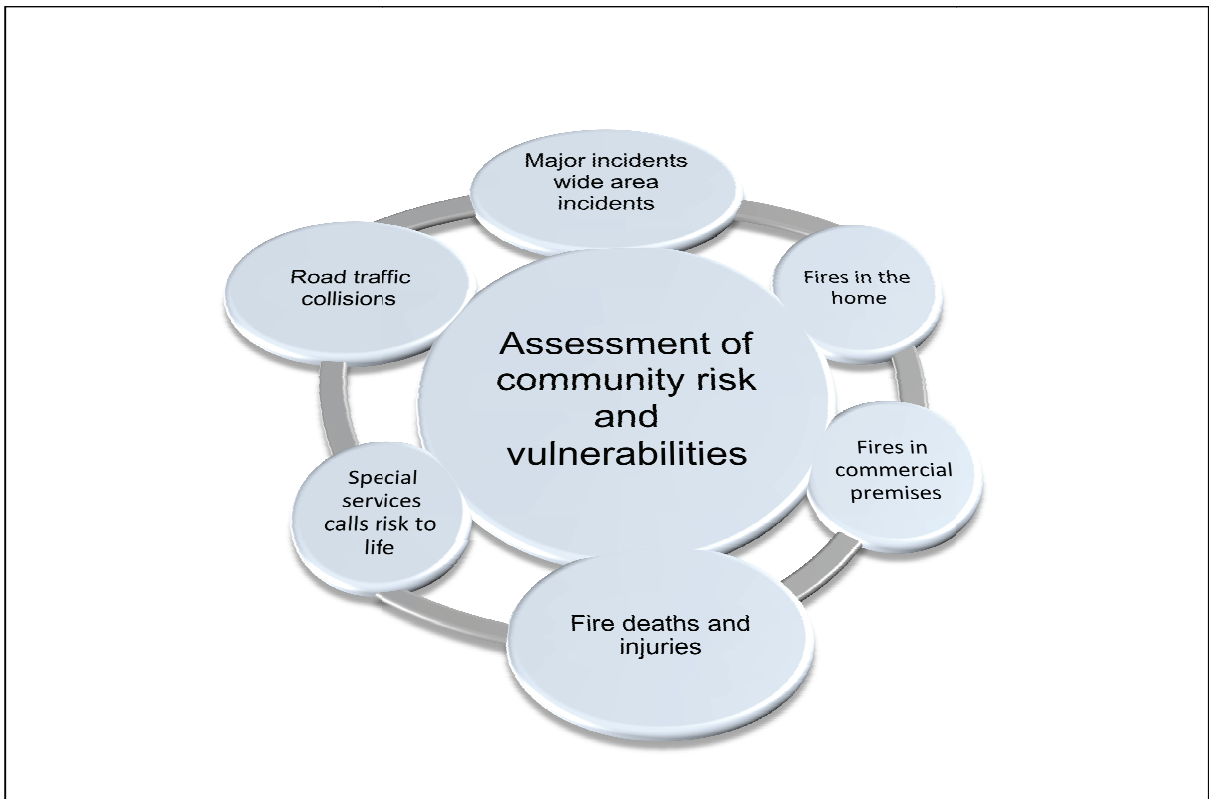 Major incidents
wide area
incidents
Fires in the
home
Fires in
commercial
premises
Fire deaths and
injuries
Special
services
calls risk to
life
Road traffic
collisions
Assessment of
community risk
and
vulnerabilities